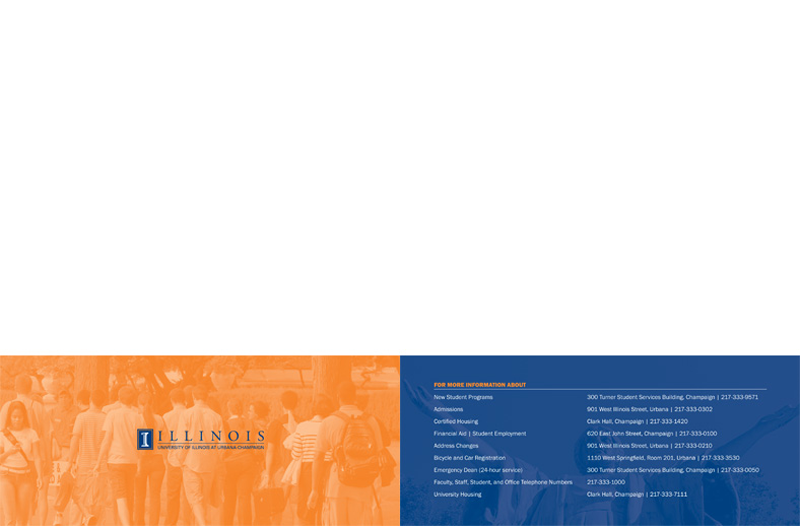 ILLINOIS
UNIVERSITY OF ILLINOIS AT URBANA-CHAMPAIGN
FOR MORE INFORMATION ABOUT
New Student Programs 300 Turner Student Services Building, Champaign | 217-333-9571
Admissions 901 West Illinois Street, Urbana | 217-333-0302
Certified Housing Clark Hall, Champaign | 217-333-1420
Financial Aid | Student Employment 620 East John Street, Champaign | 217-333-0100
Address Changes 901 West Illinois Street, Urbana | 217-333-0210
Bicycle and Car Registration 1110 West Springfield, Room 201, Urbana | 217-333-3530
Emergency Dean (24-hour service) 300 Turner Student Services Building, Champaign | 217-333-0050
Faculty, Staff, Student, and Office Telephone Numbers 217-333-1000
University Housing Clark Hall, Champaign | 217-333-7111